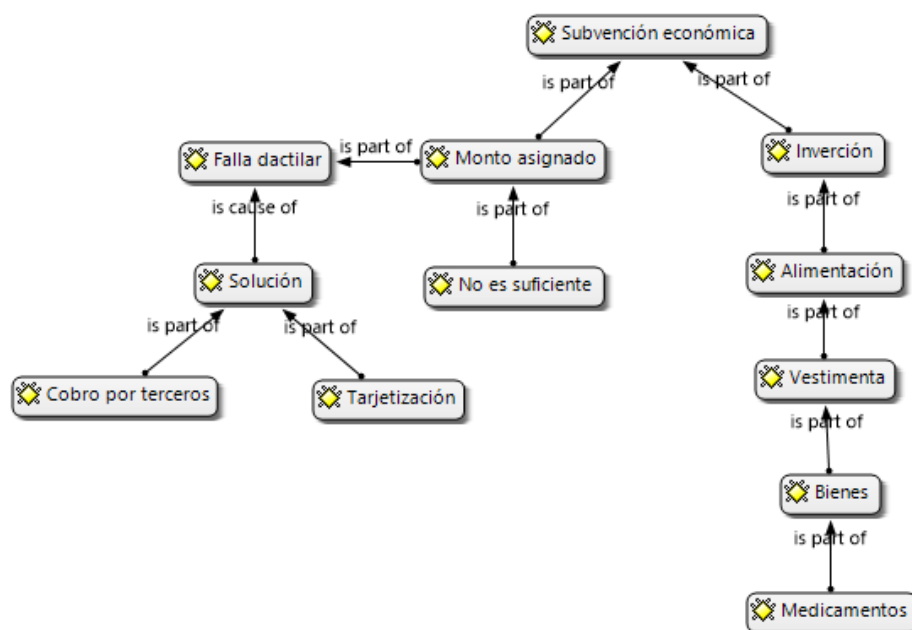 Subvención económica
is part of
is part of
Falla dactilar
is part of
Monto asignado
Inverción
is cause of
is part of
is part of
Solución
No es suficiente
Alimentación
is part of
is part of
is part of
Cobro por terceros
Tarjetización
Vestimenta
is part of
Bienes
is part of
Medicamentos